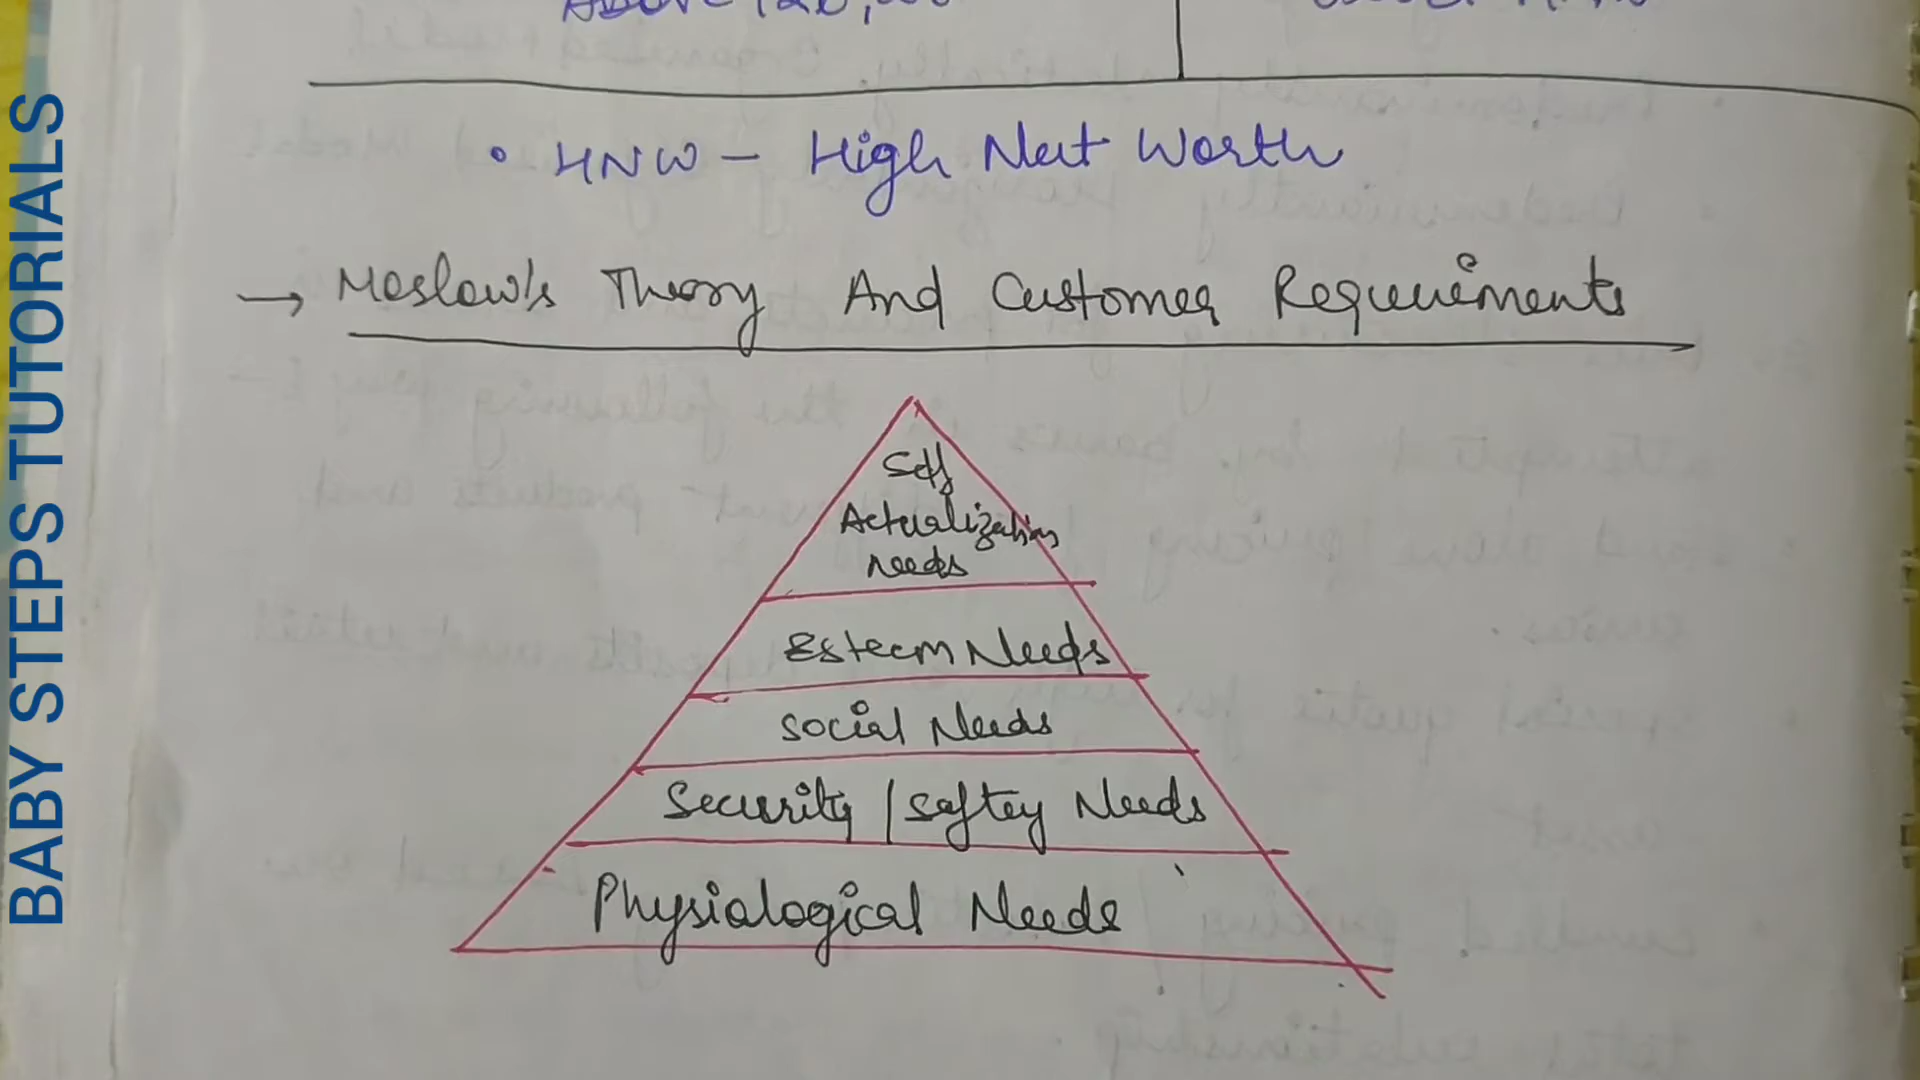 • HNW - High Net Worth
→ Maslow's Theory And Customer Requirements
Self
Actualization
Needs
Esteem Needs
Social Needs
Security / Saftey Needs
Physialogical Needs
BABY STEPS TUTORIALS